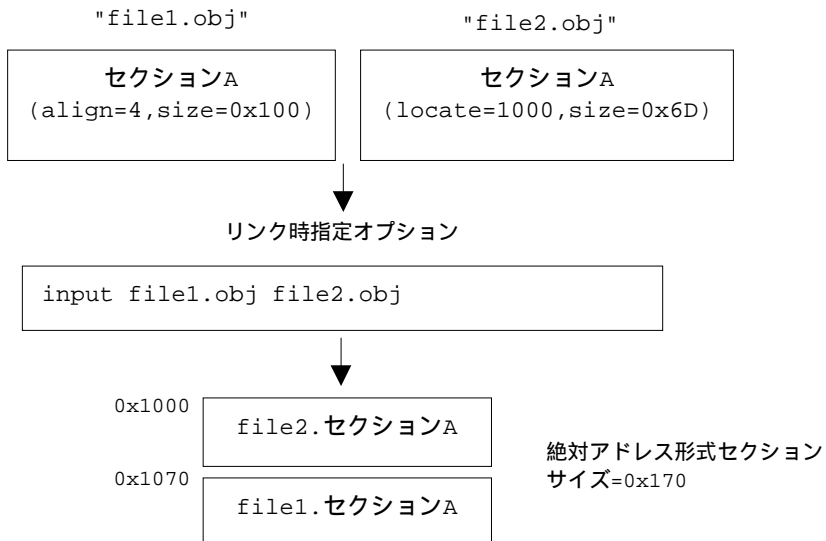 "file1.obj"
"file2.obj"
セクションA
(align=4,size=0x100)
セクションA
(locate=1000,size=0x6D)
リンク時指定オプション
input file1.obj file2.obj
0x1000
file2.セクションA
0x1070
file1.セクションA
絶対アドレス形式セクション
サイズ=0x170